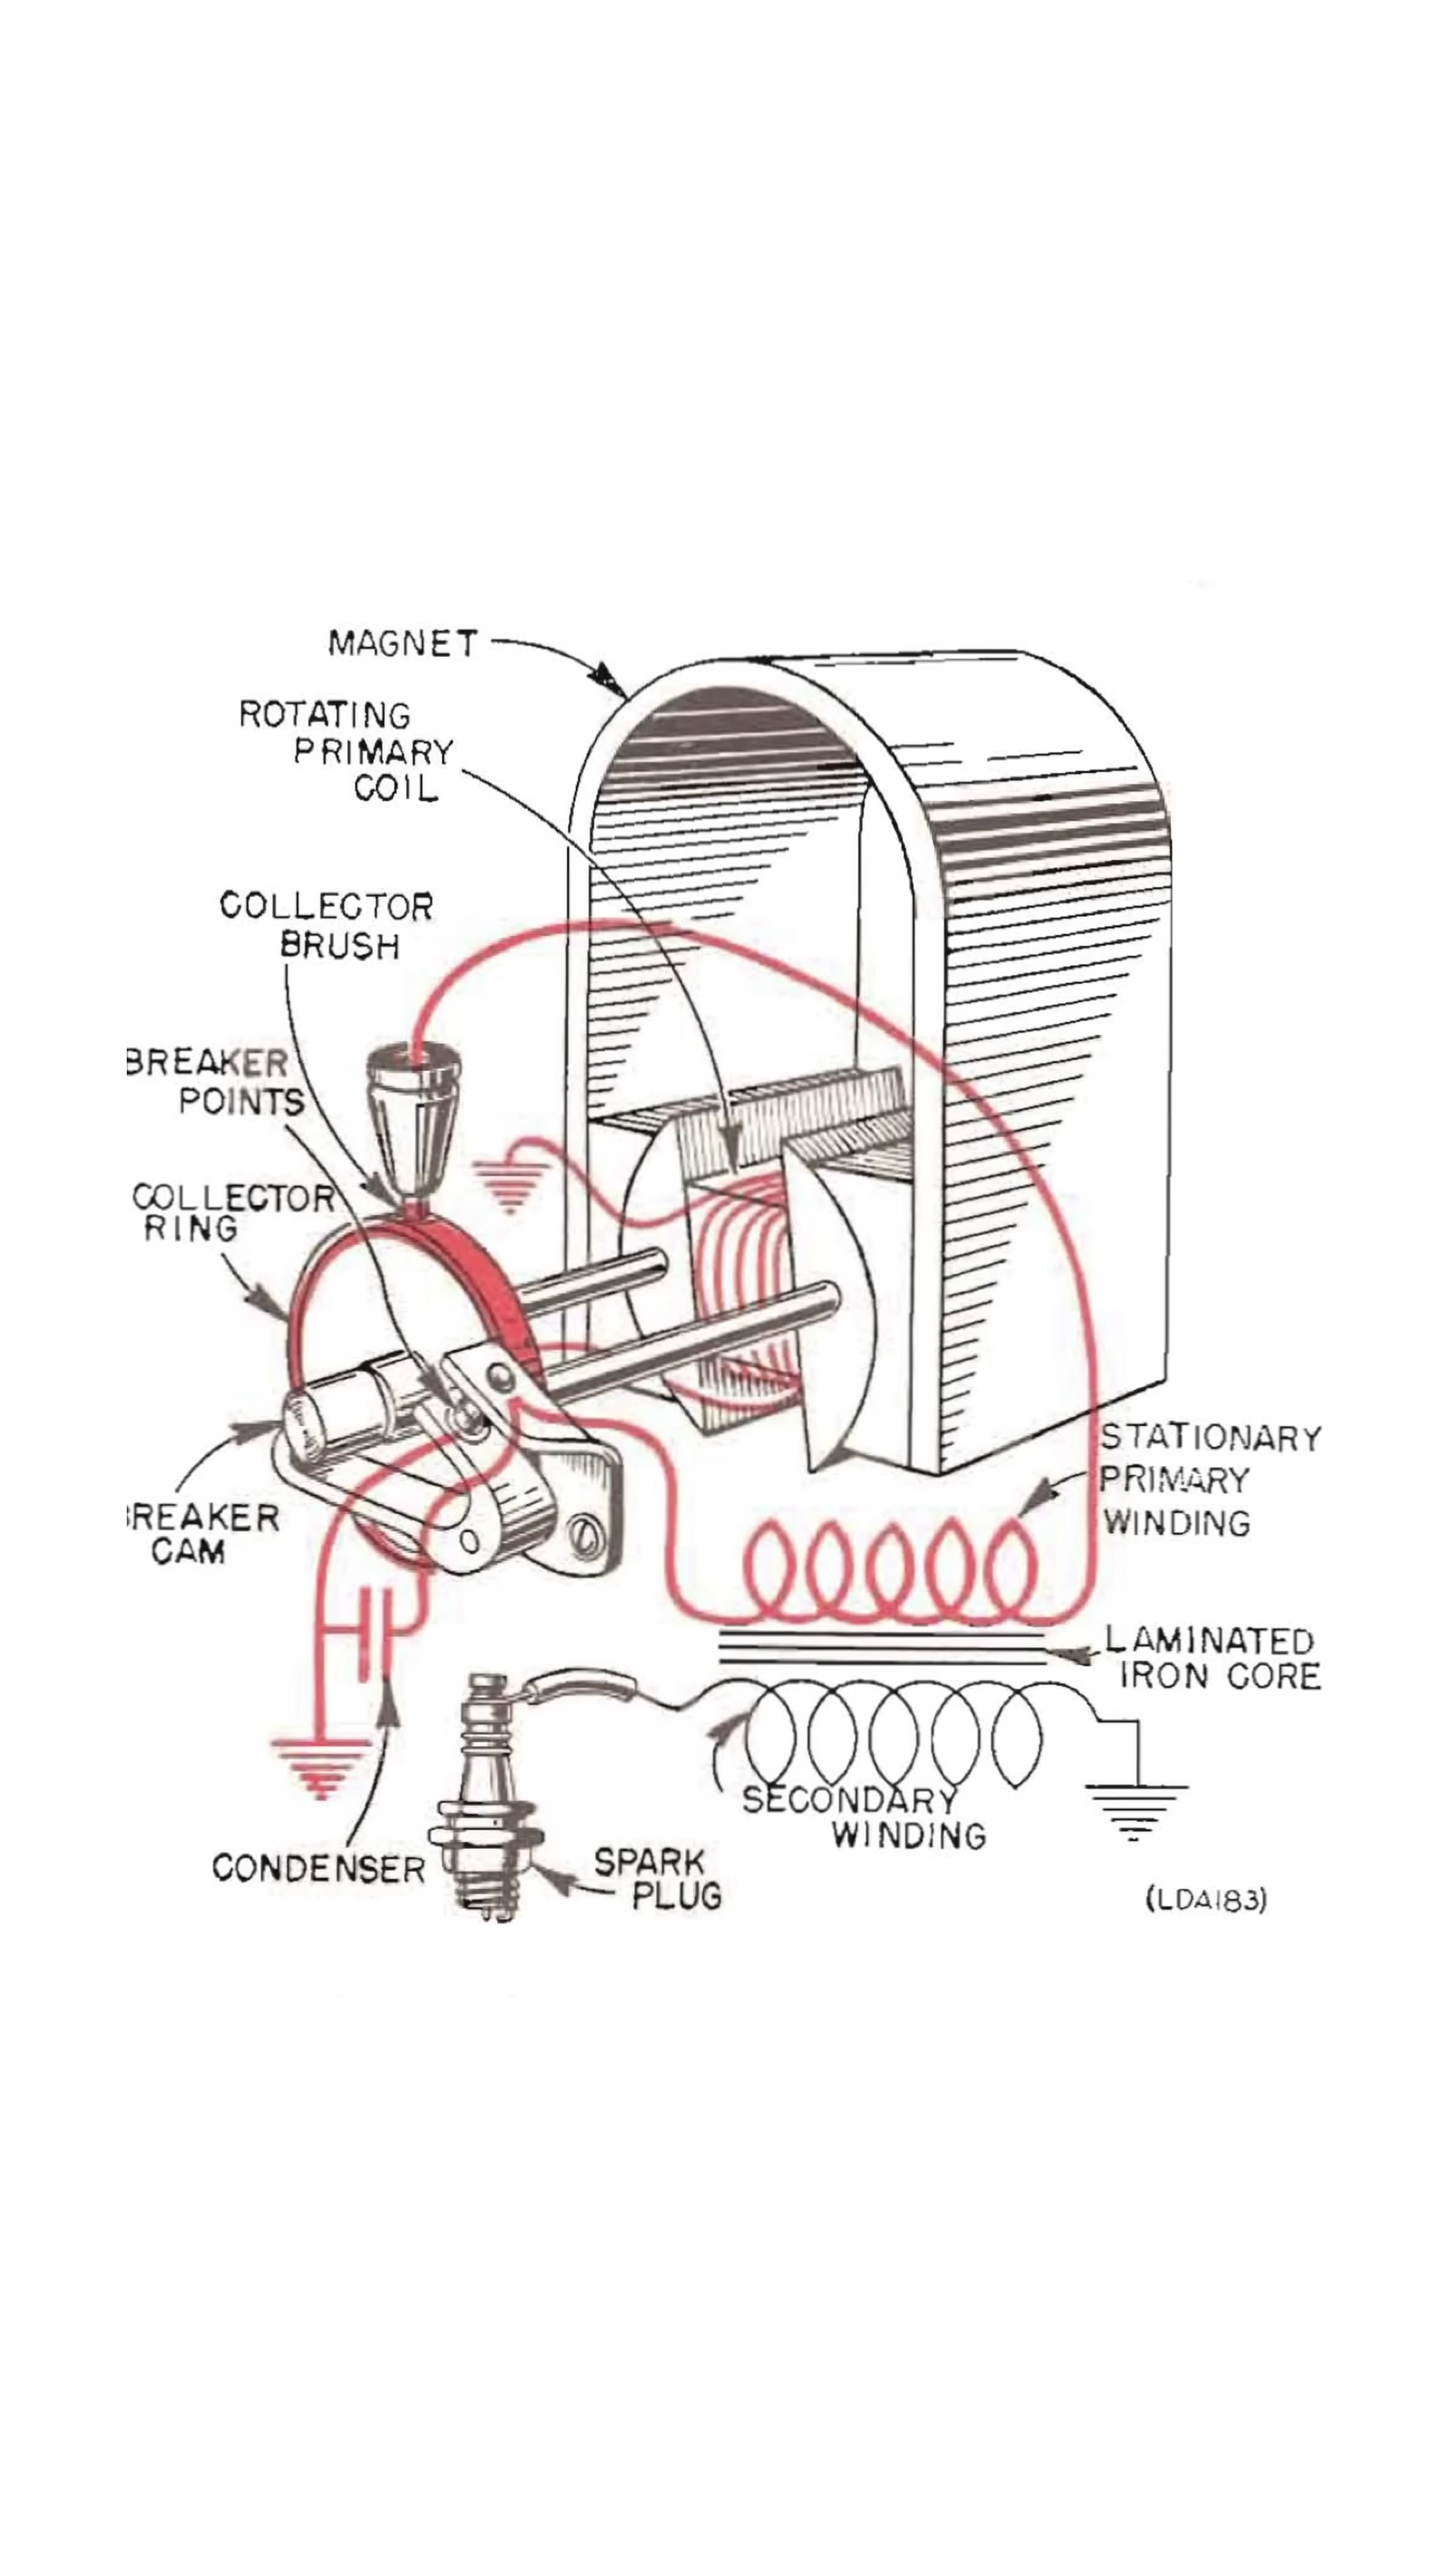 MAGNET
ROTATING
PRIMARY
COIL
COLLECTOR
BRUSH
BREAKER
POINTS
COLLECTOR
RING
BREAKER
CAM
STATIONARY
PRIMARY
WINDING
LAMINATED
IRON CORE
SECONDARY
WINDING
CONDENSER
SPARK
PLUG
(LDA183)